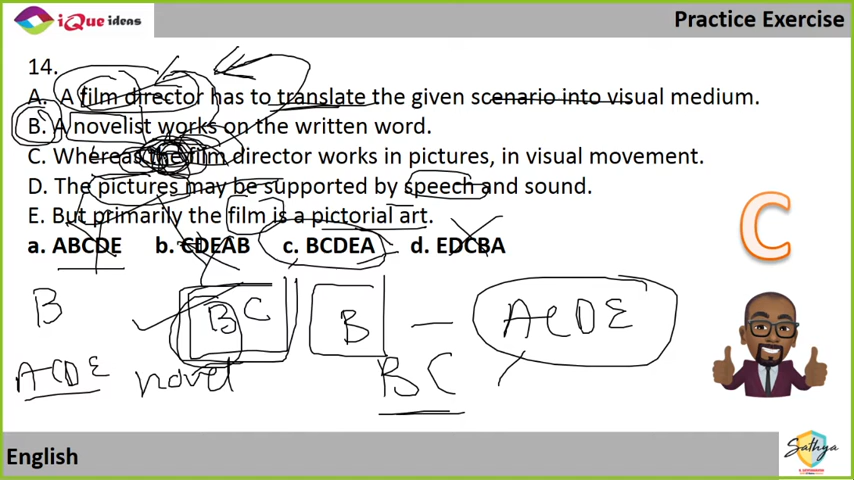 iQue ideas
Practice Exercise
14.
A. A film director has to translate the given scenario into visual medium.
B. A novelist works on the written word.
C. Whereas the film director works in pictures, in visual movement.
D. The pictures may be supported by speech and sound.
E. But primarily the film is a pictorial art.
a. ABCDE b. CDEAB c. BCDEA d. EDCBA
C
B BC B ACDE
ACDE novel BC
English
Sathya